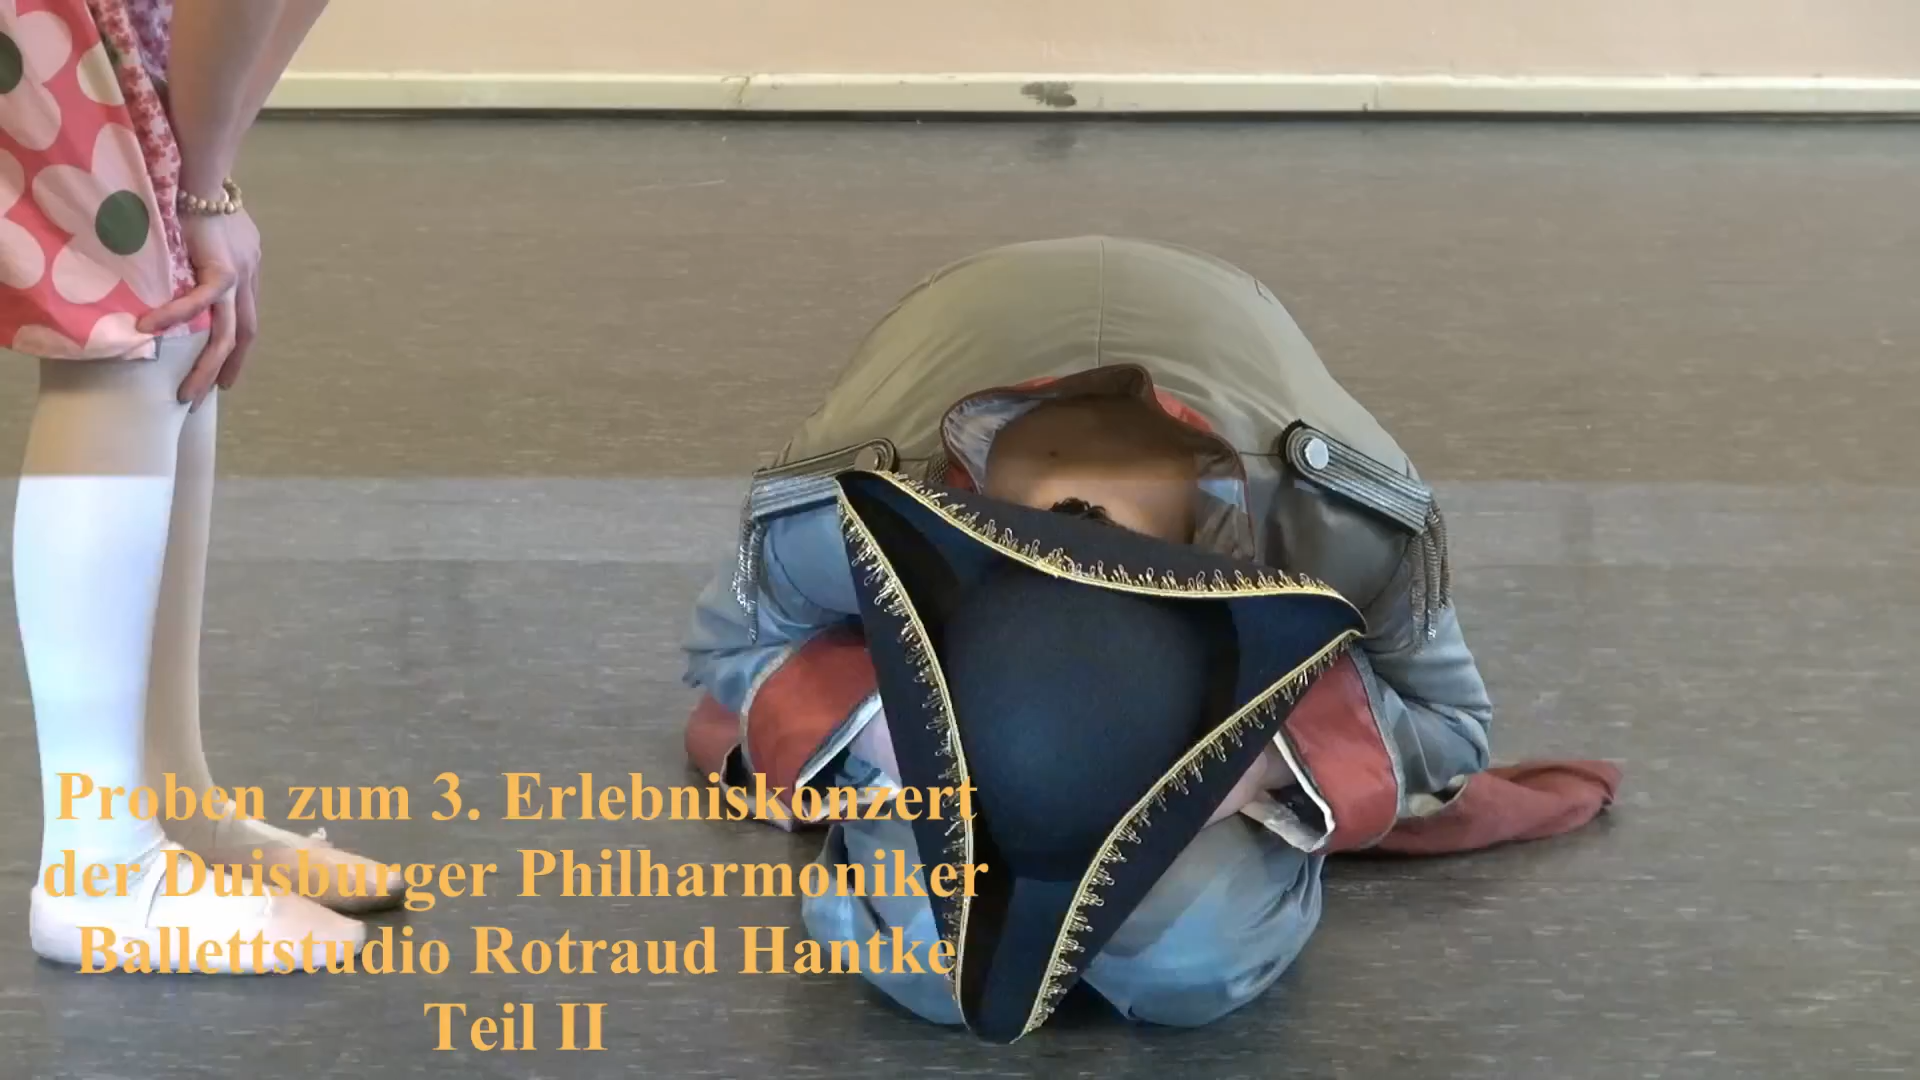 Proben zum 3. Erlebniskonzert
der Duisburger Philharmoniker
Ballettstudio Rotraud Hantke
Teil II